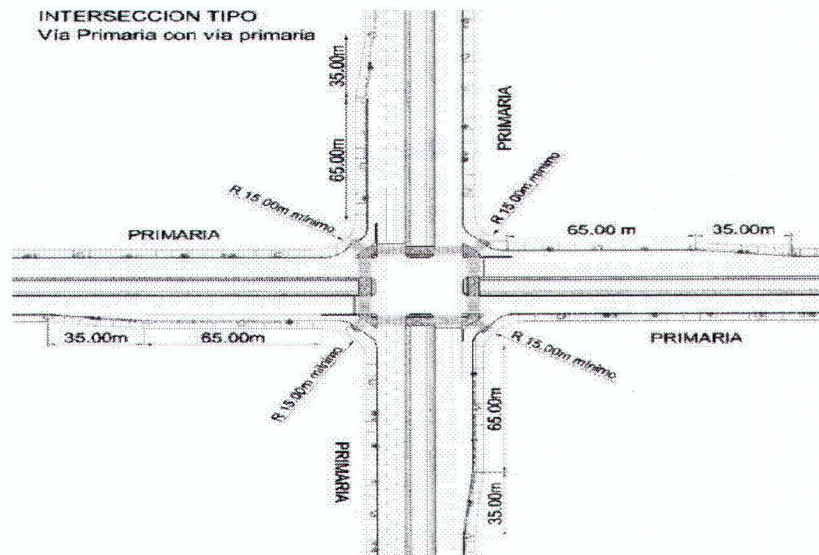 INTERSECCION TIPO
Vía Primaria con vía primaria
35.00m
65.00m
PRIMARIA
R 15.00m mínimo
R 15.00m mínimo
PRIMARIA
65.00 m
35.00m
35.00m
65.00m
R 15.00m mínimo
R 15.00m mínimo
PRIMARIA
65.00m
PRIMARIA
35.00m